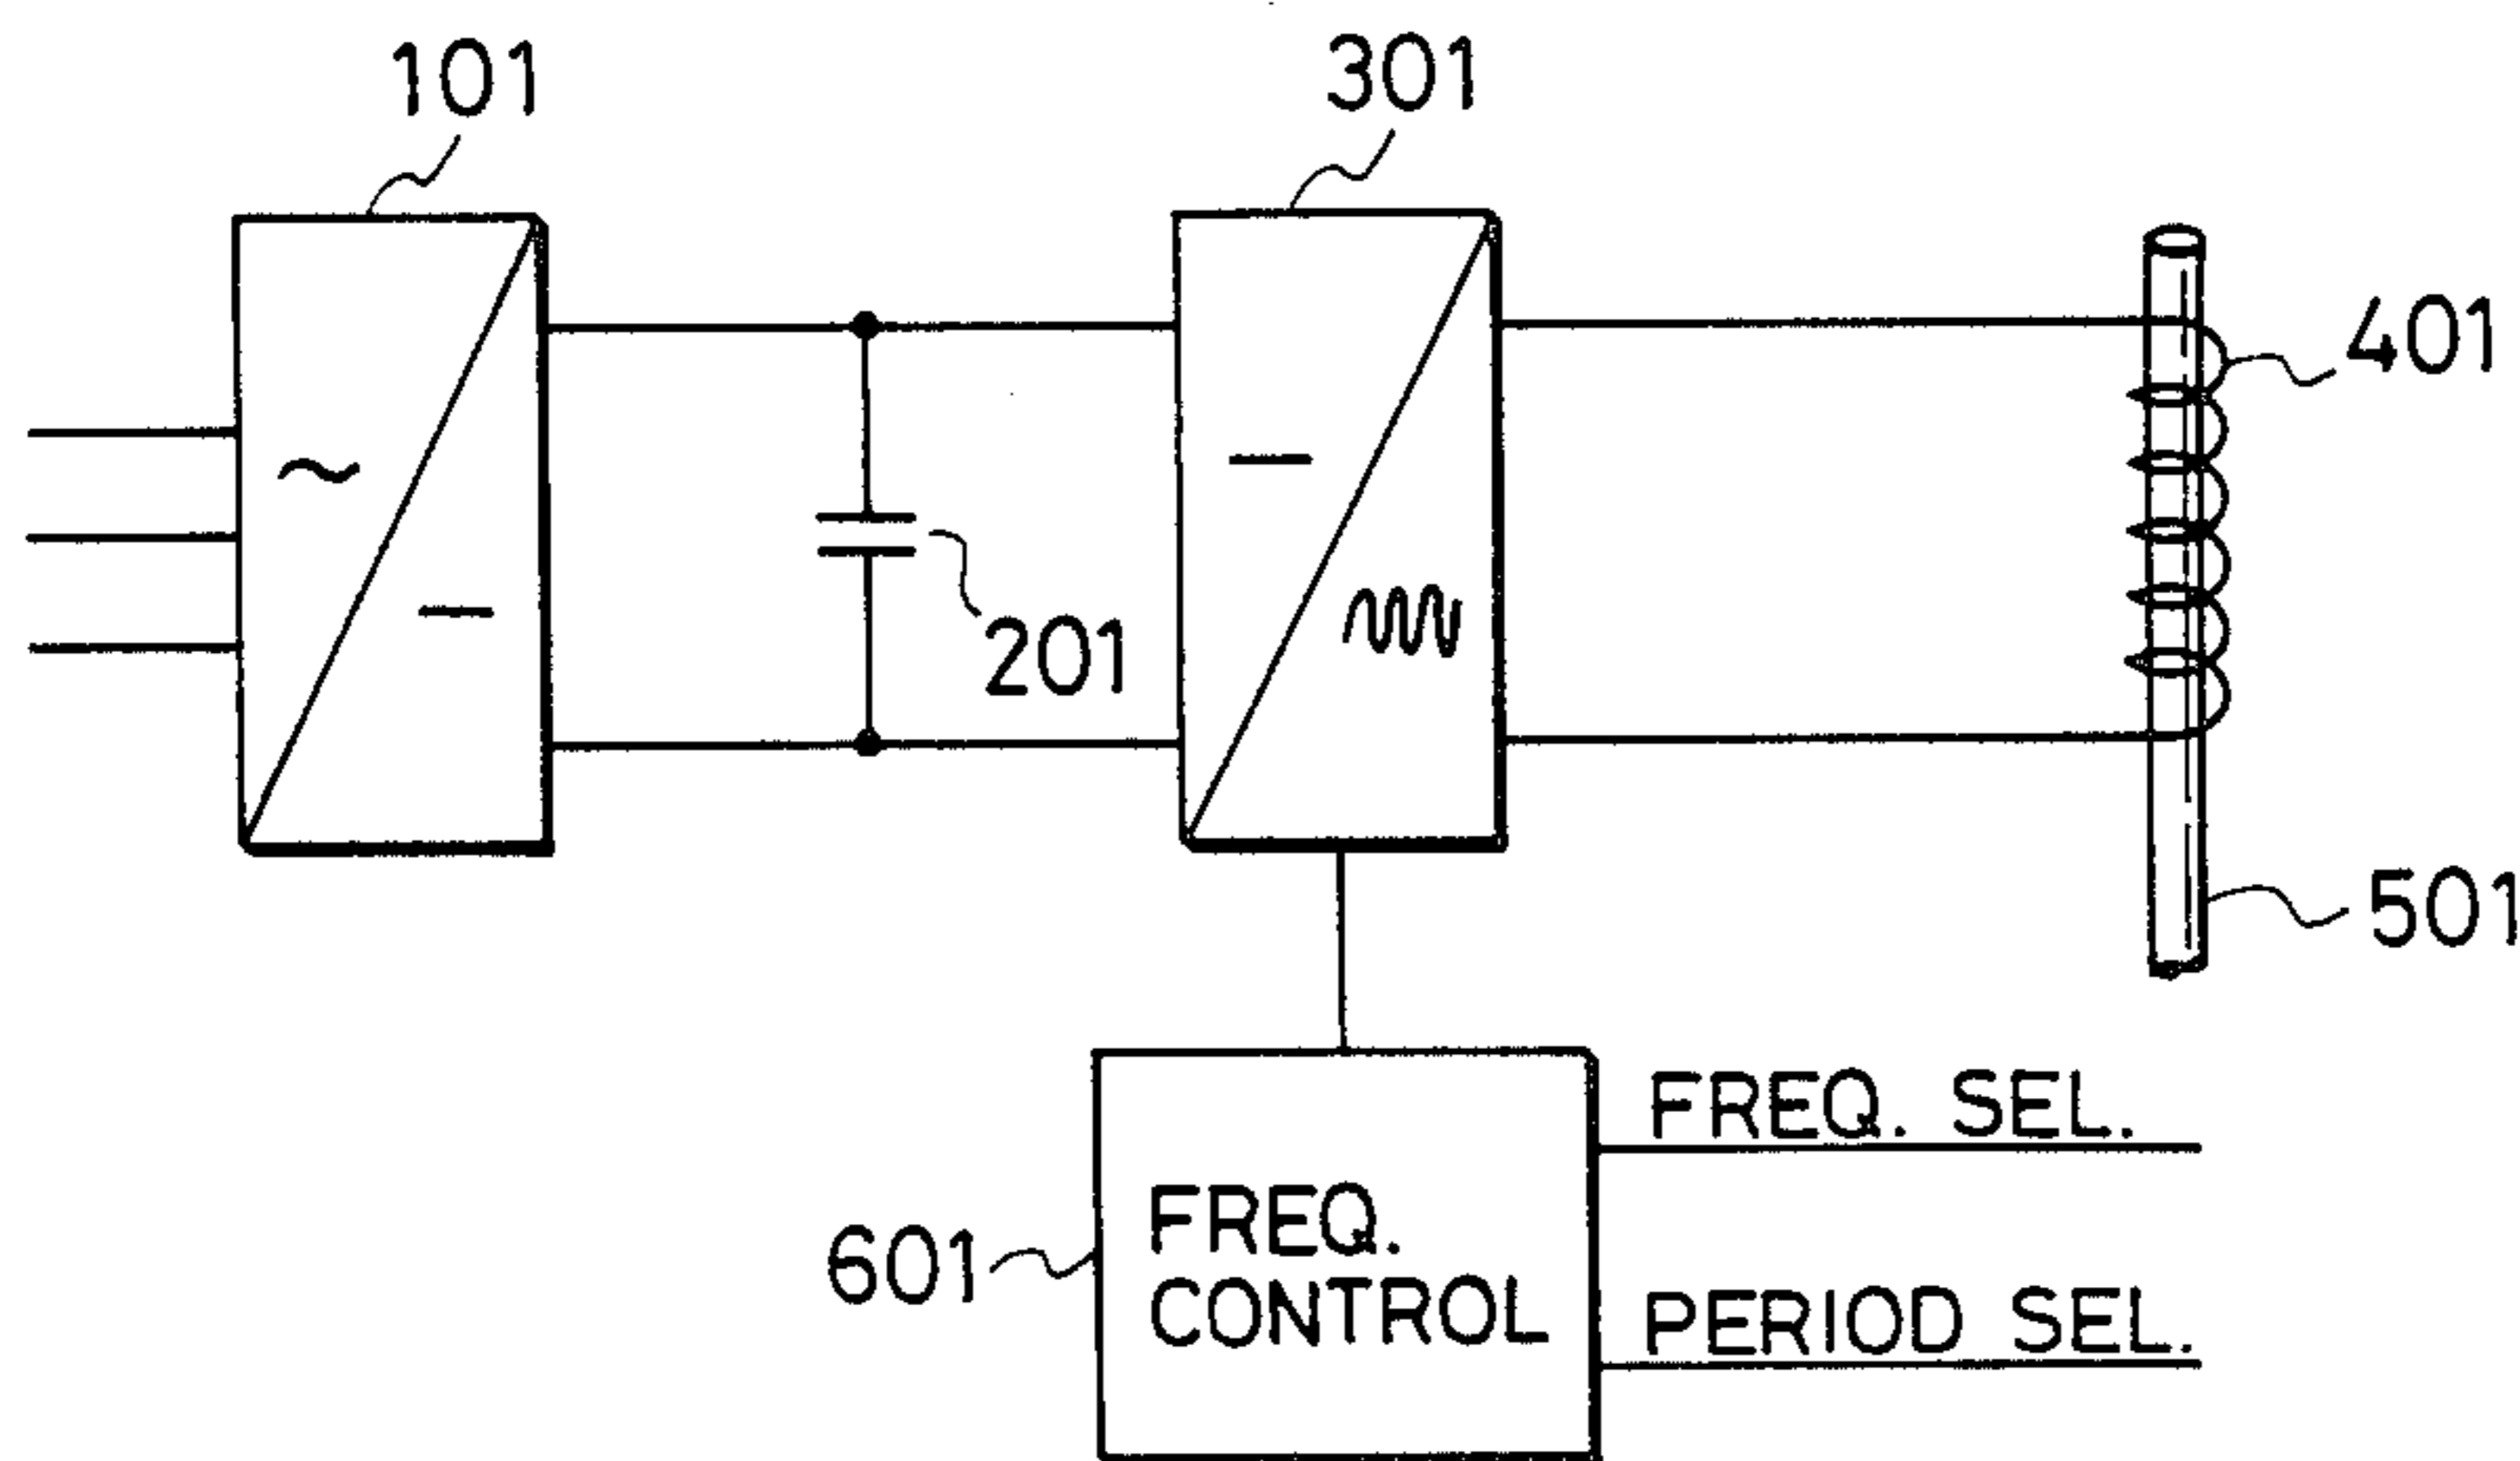 101
301
401
201
501
FREQ. SEL.
601
FREQ.
CONTROL
PERIOD SEL.